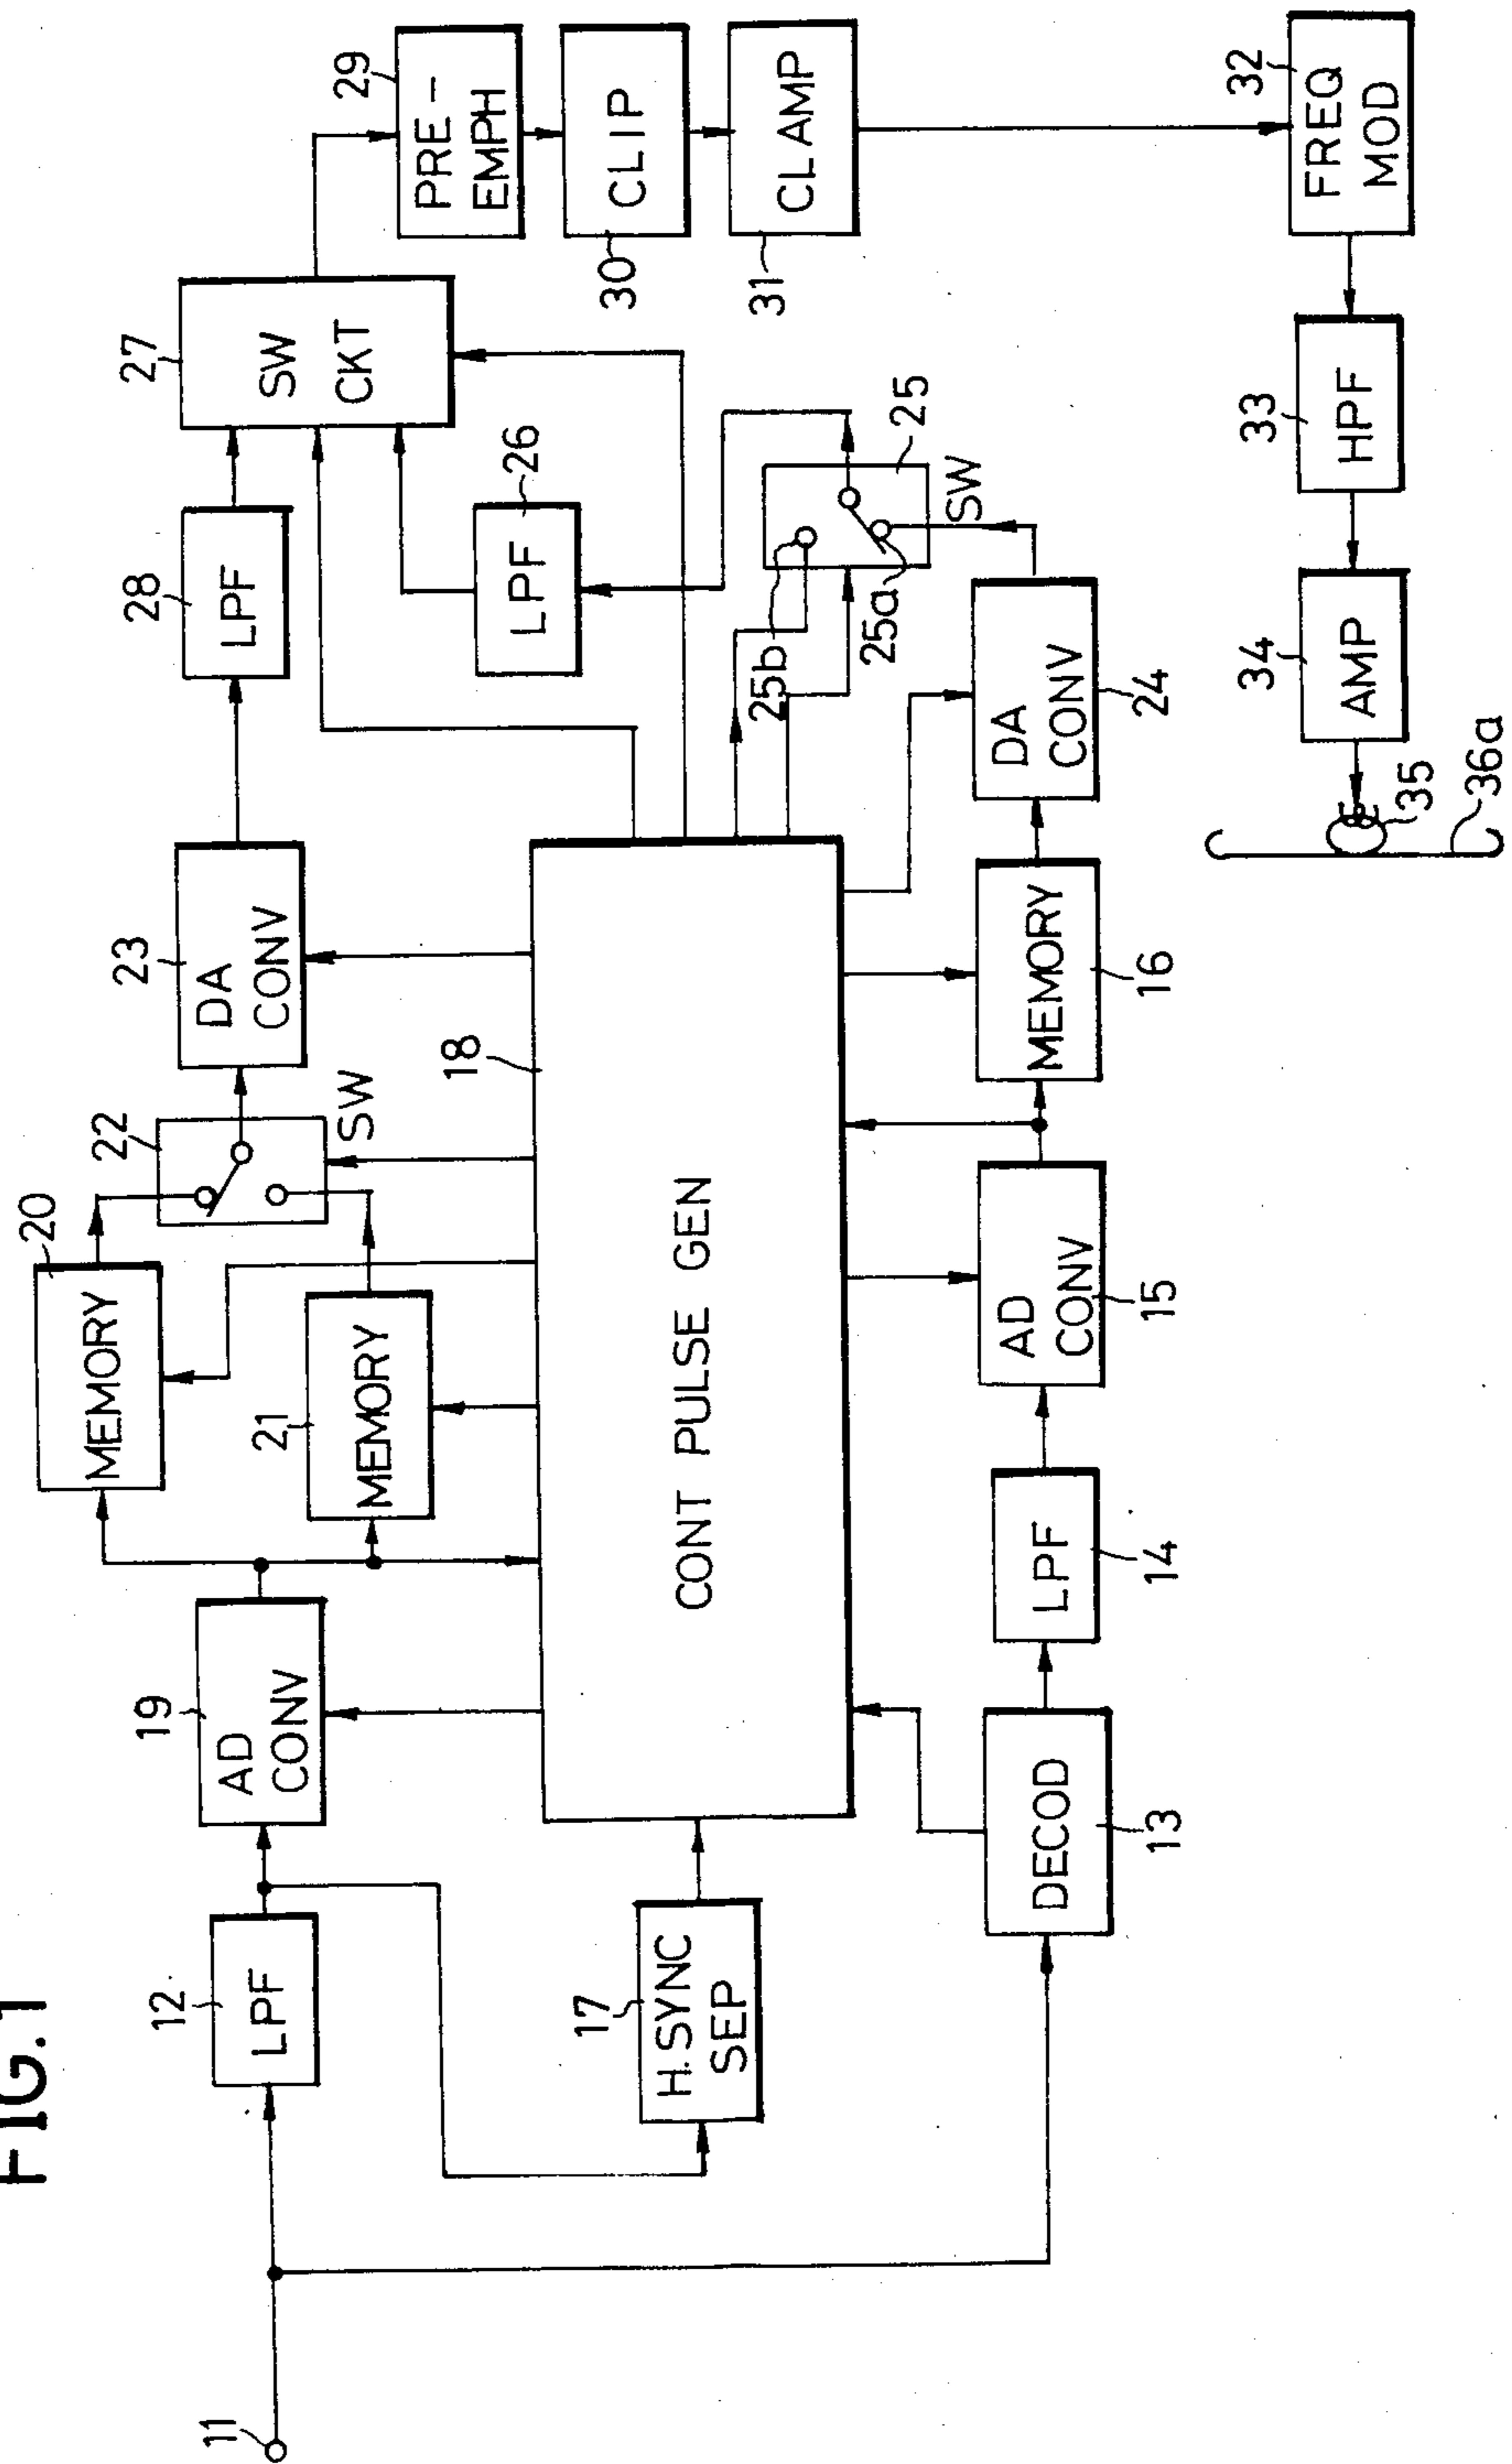 FIG.1
11
12
LPF
19
AD
CONV
20
MEMORY
21
MEMORY
22
SW
23
DA
CONV
28
LPF
27
SW
CKT
29
PRE-
EMPH
30
CLIP
31
CLAMP
17
H.SYNC
SEP
18
CONT PULSE GEN
26
LPF
25b
25a
25
SW
13
DECOD
14
LPF
15
AD
CONV
16
MEMORY
24
DA
CONV
32
FREQ
MOD
33
HPF
34
AMP
35
36a